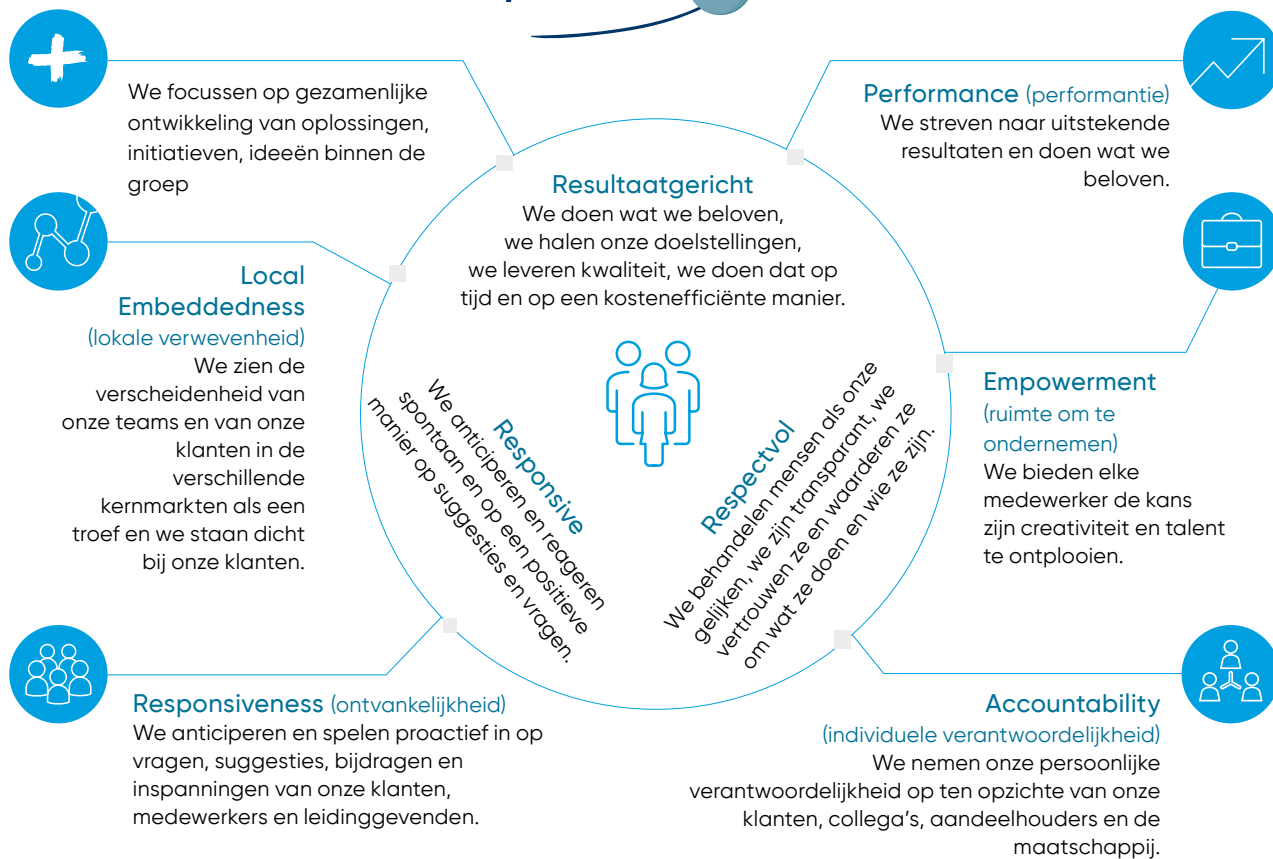 We focussen op gezamenlijke
ontwikkeling van oplossingen,
initiatieven, ideeën binnen de
groep
Performance (performantie)
We streven naar uitstekende
resultaten en doen wat we
beloven.
Resultaatgericht
We doen wat we beloven,
we halen onze doelstellingen,
we leveren kwaliteit, we doen dat op
tijd en op een kostenefficiënte manier.
Local
Embeddedness
(lokale verwevenheid)
We zien de
verscheidenheid van
onze teams en van onze
klanten in de
verschillende
kernmarkten als een
troef en we staan dicht
bij onze klanten.
Responsive
We anticiperen en reageren
spontaan en op een positieve
manier op suggesties en vragen.
Respectvol
We behandelen mensen als onze
gelijken, we zijn transparant, we
vertrouwen ze en waarderen ze
om wat ze doen en wie ze zijn.
Empowerment
(ruimte om te
ondernemen)
We bieden elke
medewerker de kans
zijn creativiteit en talent
te ontplooien.
Responsiveness (ontvankelijkheid)
We anticiperen en spelen proactief in op
vragen, suggesties, bijdragen en
inspanningen van onze klanten,
medewerkers en leidinggevenden.
Accountability
(individuele verantwoordelijkheid)
We nemen onze persoonlijke
verantwoordelijkheid op ten opzichte van onze
klanten, collega's, aandeelhouders en de
maatschappij.